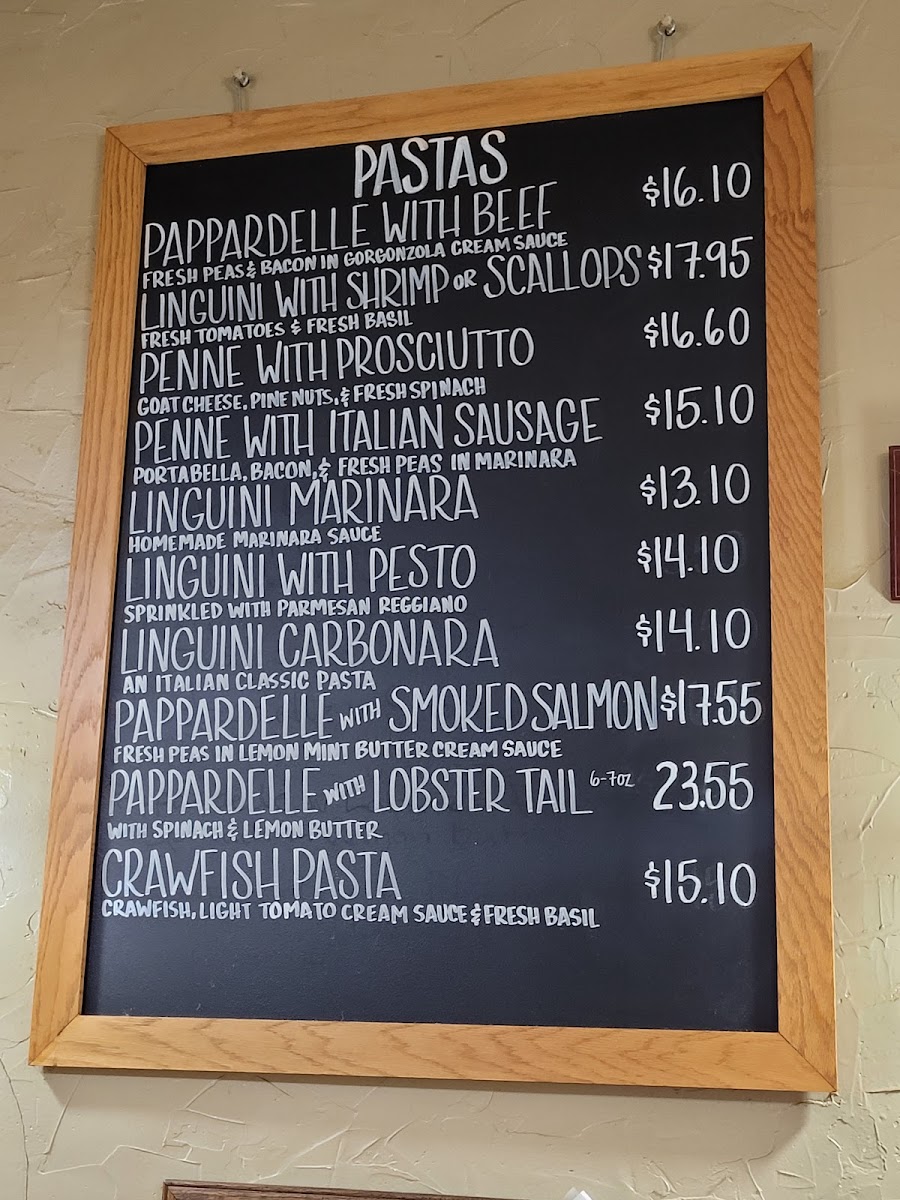 PASTAS
PAPPARDELLE WITH BEEF $16.10
FRESH PEAS & BACON IN GORGONZOLA CREAM SAUCE
LINGUINI WITH SHRIMP OR SCALLOPS $17.95
FRESH TOMATOES & FRESH BASIL
PENNE WITH PROSCIUTTO $16.60
GOAT CHEESE, PINE NUTS, & FRESH SPINACH
PENNE WITH ITALIAN SAUSAGE $15.10
PORTABELLA, BACON, & FRESH PEAS IN MARINARA
LINGUINI MARINARA $13.10
HOMEMADE MARINARA SAUCE
LINGUINI WITH PESTO $14.10
SPRINKLED WITH PARMESAN REGGIANO
LINGUINI CARBONARA $14.10
AN ITALIAN CLASSIC PASTA
PAPPARDELLE WITH SMOKED SALMON $17.55
FRESH PEAS IN LEMON MINT BUTTER CREAM SAUCE
PAPPARDELLE WITH LOBSTER TAIL 6-7OZ 23.55
WITH SPINACH & LEMON BUTTER
CRAWFISH PASTA $15.10
CRAWFISH, LIGHT TOMATO CREAM SAUCE & FRESH BASIL